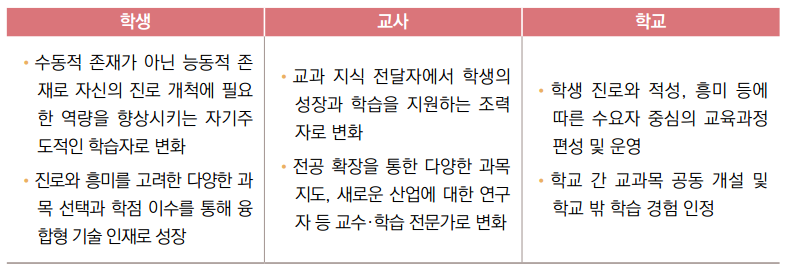 학생
수동적 존재가 아닌 능동적 존
재로 자신의 진로 개척에 필요
한 역량을 향상시키는 자기주
도적인 학습자로 변화
진로와 흥미를 고려한 다양한 과
목 선택과 학점 이수를 통해 융
합형 기술 인재로 성장
교사
교과 지식 전달자에서 학생의
성장과 학습을 지원하는 조력
자로 변화
전공 확장을 통한 다양한 과목
지도, 새로운 산업에 대한 연구
자 등 교수·학습 전문가로 변화
학교
학생 진로와 적성, 흥미 등에
따른 수요자 중심의 교육과정
편성 및 운영
학교 간 교과목 공동 개설 및
학교 밖 학습 경험 인정